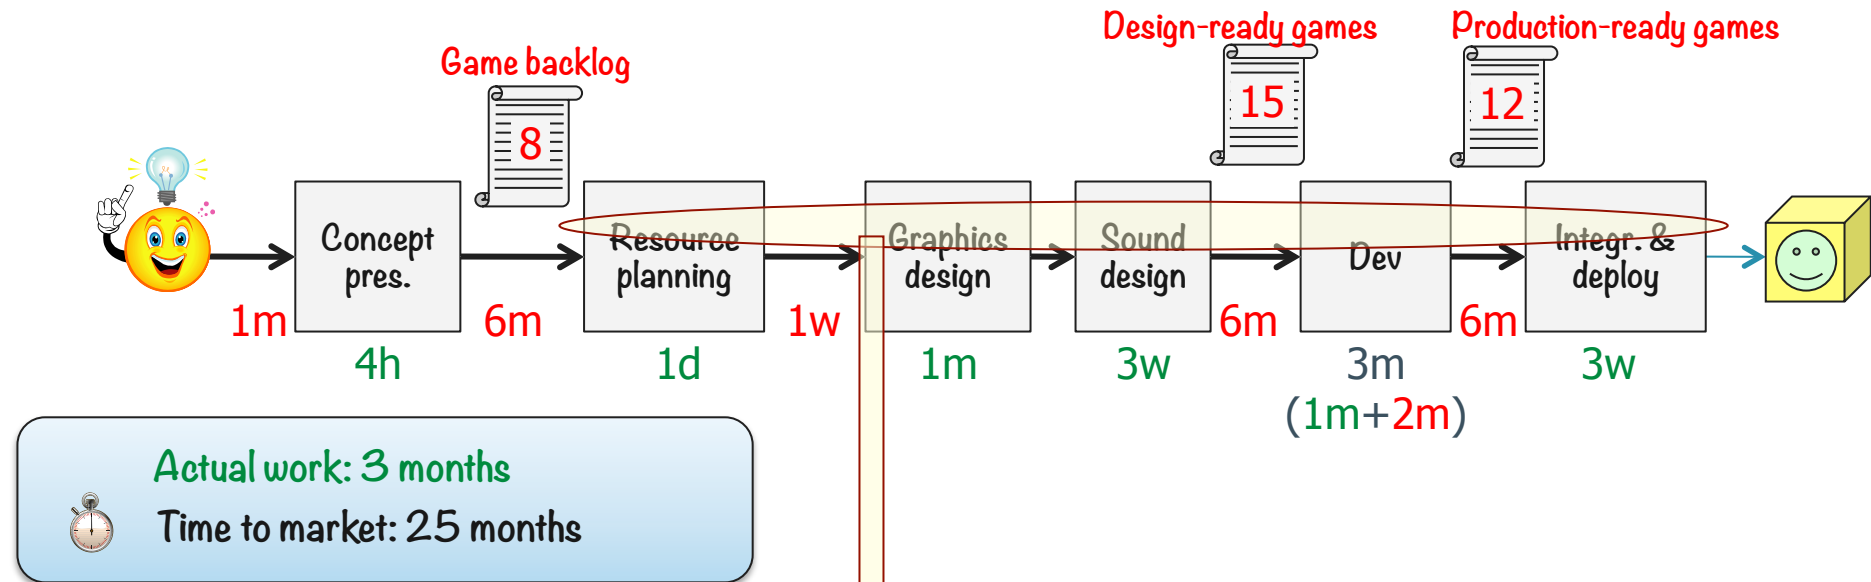 Design-ready games
Production-ready games
Game backlog
8
15
12
Concept
pres.
Resource
planning
Graphics
design
Sound
design
Dev
Integr. &
deploy
1m
6m
1w
6m
6m
4h
1d
1m
3w
3m
(1m+2m)
3w
Actual work: 3 months
Time to market: 25 months